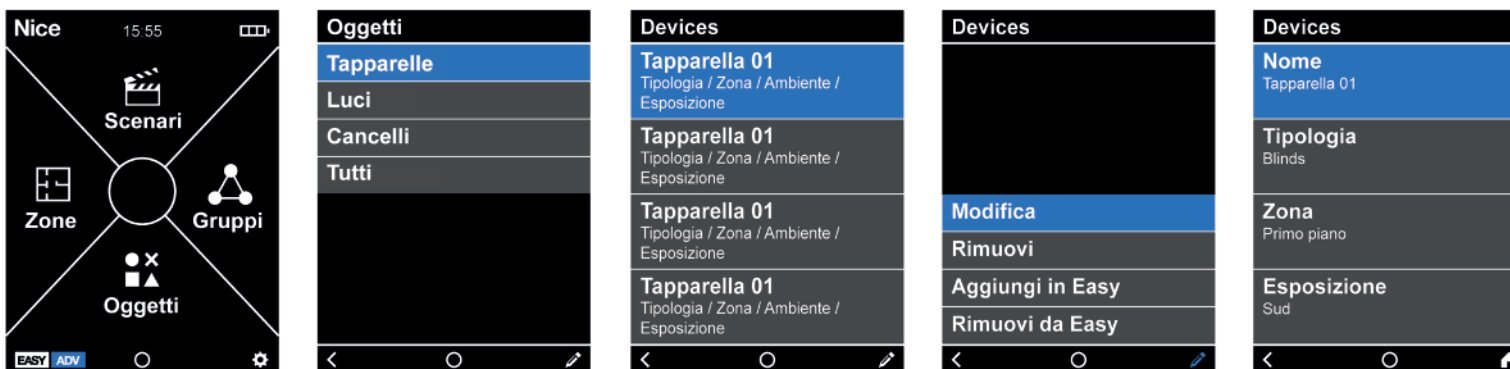 Nice
15:55
Scenari
Zone
Gruppi
Oggetti
EASY ADV
Oggetti
Tapparelle
Luci
Cancelli
Tutti
Devices
Tapparella 01
Tipologia / Zona / Ambiente /
Esposizione
Tapparella 01
Tipologia / Zona / Ambiente /
Esposizione
Tapparella 01
Tipologia / Zona / Ambiente /
Esposizione
Tapparella 01
Tipologia / Zona / Ambiente /
Esposizione
Devices
Modifica
Rimuovi
Aggiungi in Easy
Rimuovi da Easy
Devices
Nome
Tapparella 01
Tipologia
Blinds
Zona
Primo piano
Esposizione
Sud